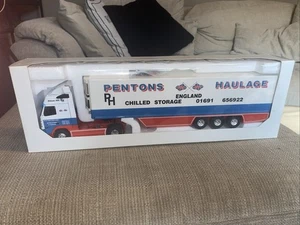 PENTONS HAULAGE
PH ENGLAND
CHILLED STORAGE 01691 656922